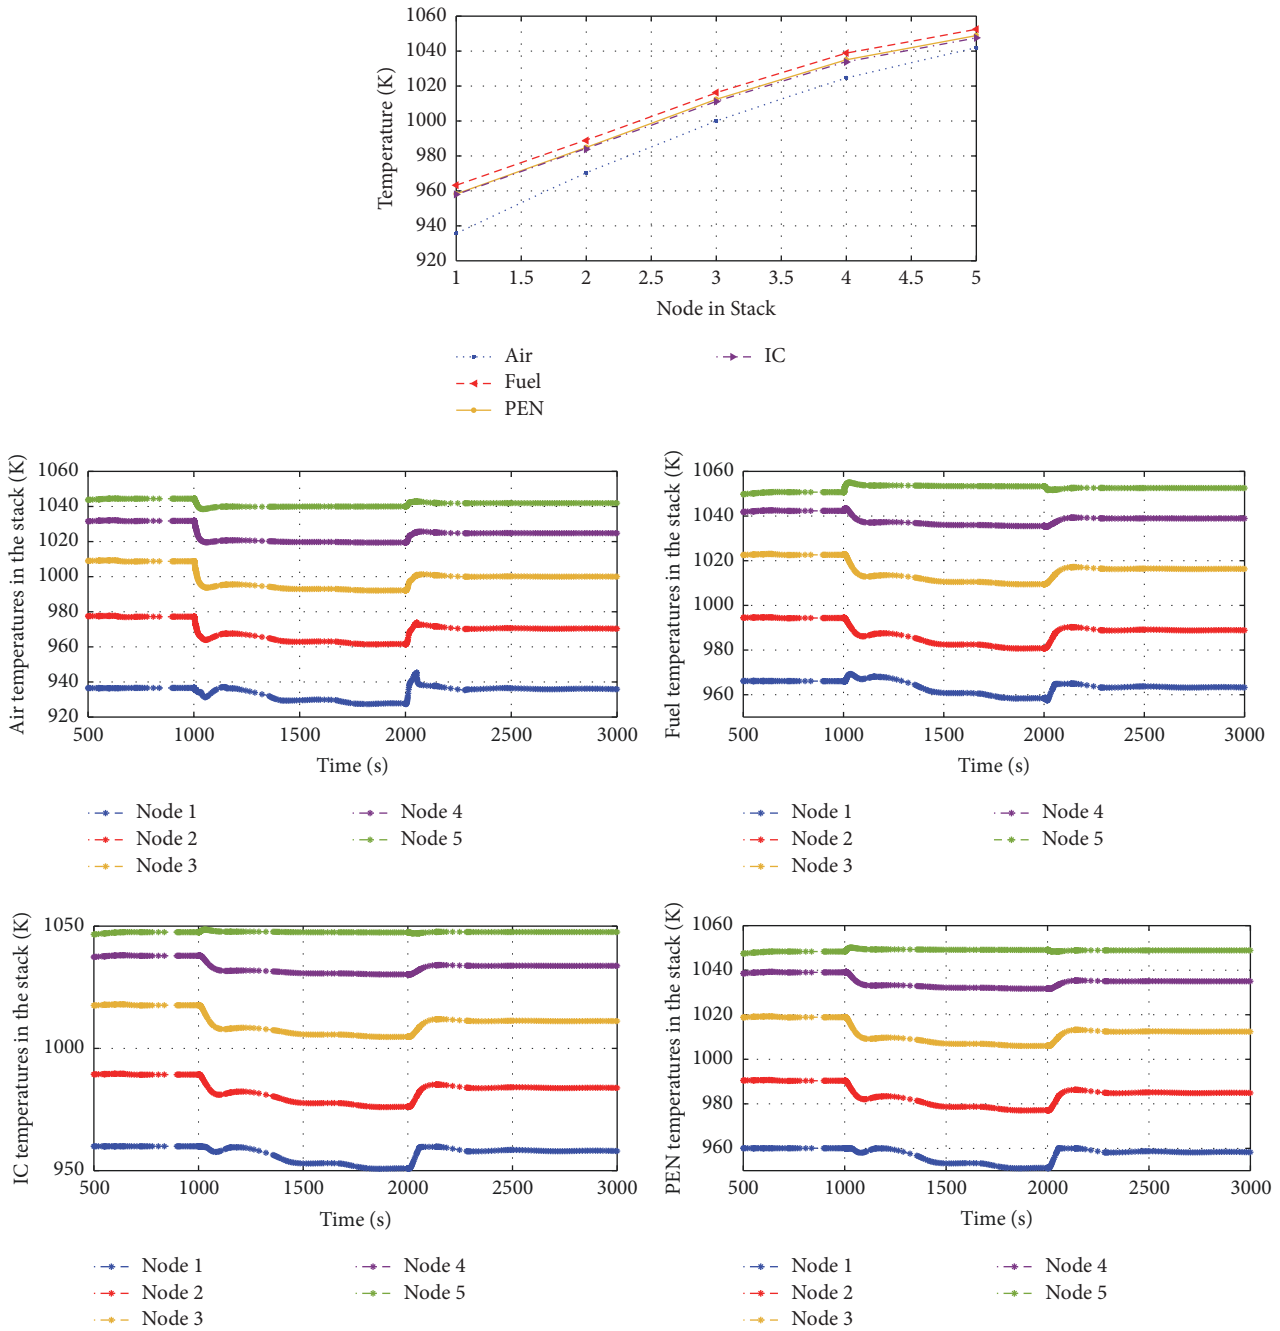 Temperature (K)
1060
1040
1020
1000
980
960
940
920
1 1.5 2 2.5 3 3.5 4 4.5 5
Node in Stack
Air IC
Fuel
PEN
Air temperatures in the stack (K)
1060
1040
1020
1000
980
960
940
920
500 1000 1500 2000 2500 3000
Time (s)
Node 1 Node 4
Node 2 Node 5
Node 3
Fuel temperatures in the stack (K)
1060
1040
1020
1000
980
960
500 1000 1500 2000 2500 3000
Time (s)
Node 1 Node 4
Node 2 Node 5
Node 3
IC temperatures in the stack (K)
1050
1000
950
500 1000 1500 2000 2500 3000
Time (s)
Node 1 Node 4
Node 2 Node 5
Node 3
PEN temperatures in the stack (K)
1060
1040
1020
1000
980
960
500 1000 1500 2000 2500 3000
Time (s)
Node 1 Node 4
Node 2 Node 5
Node 3